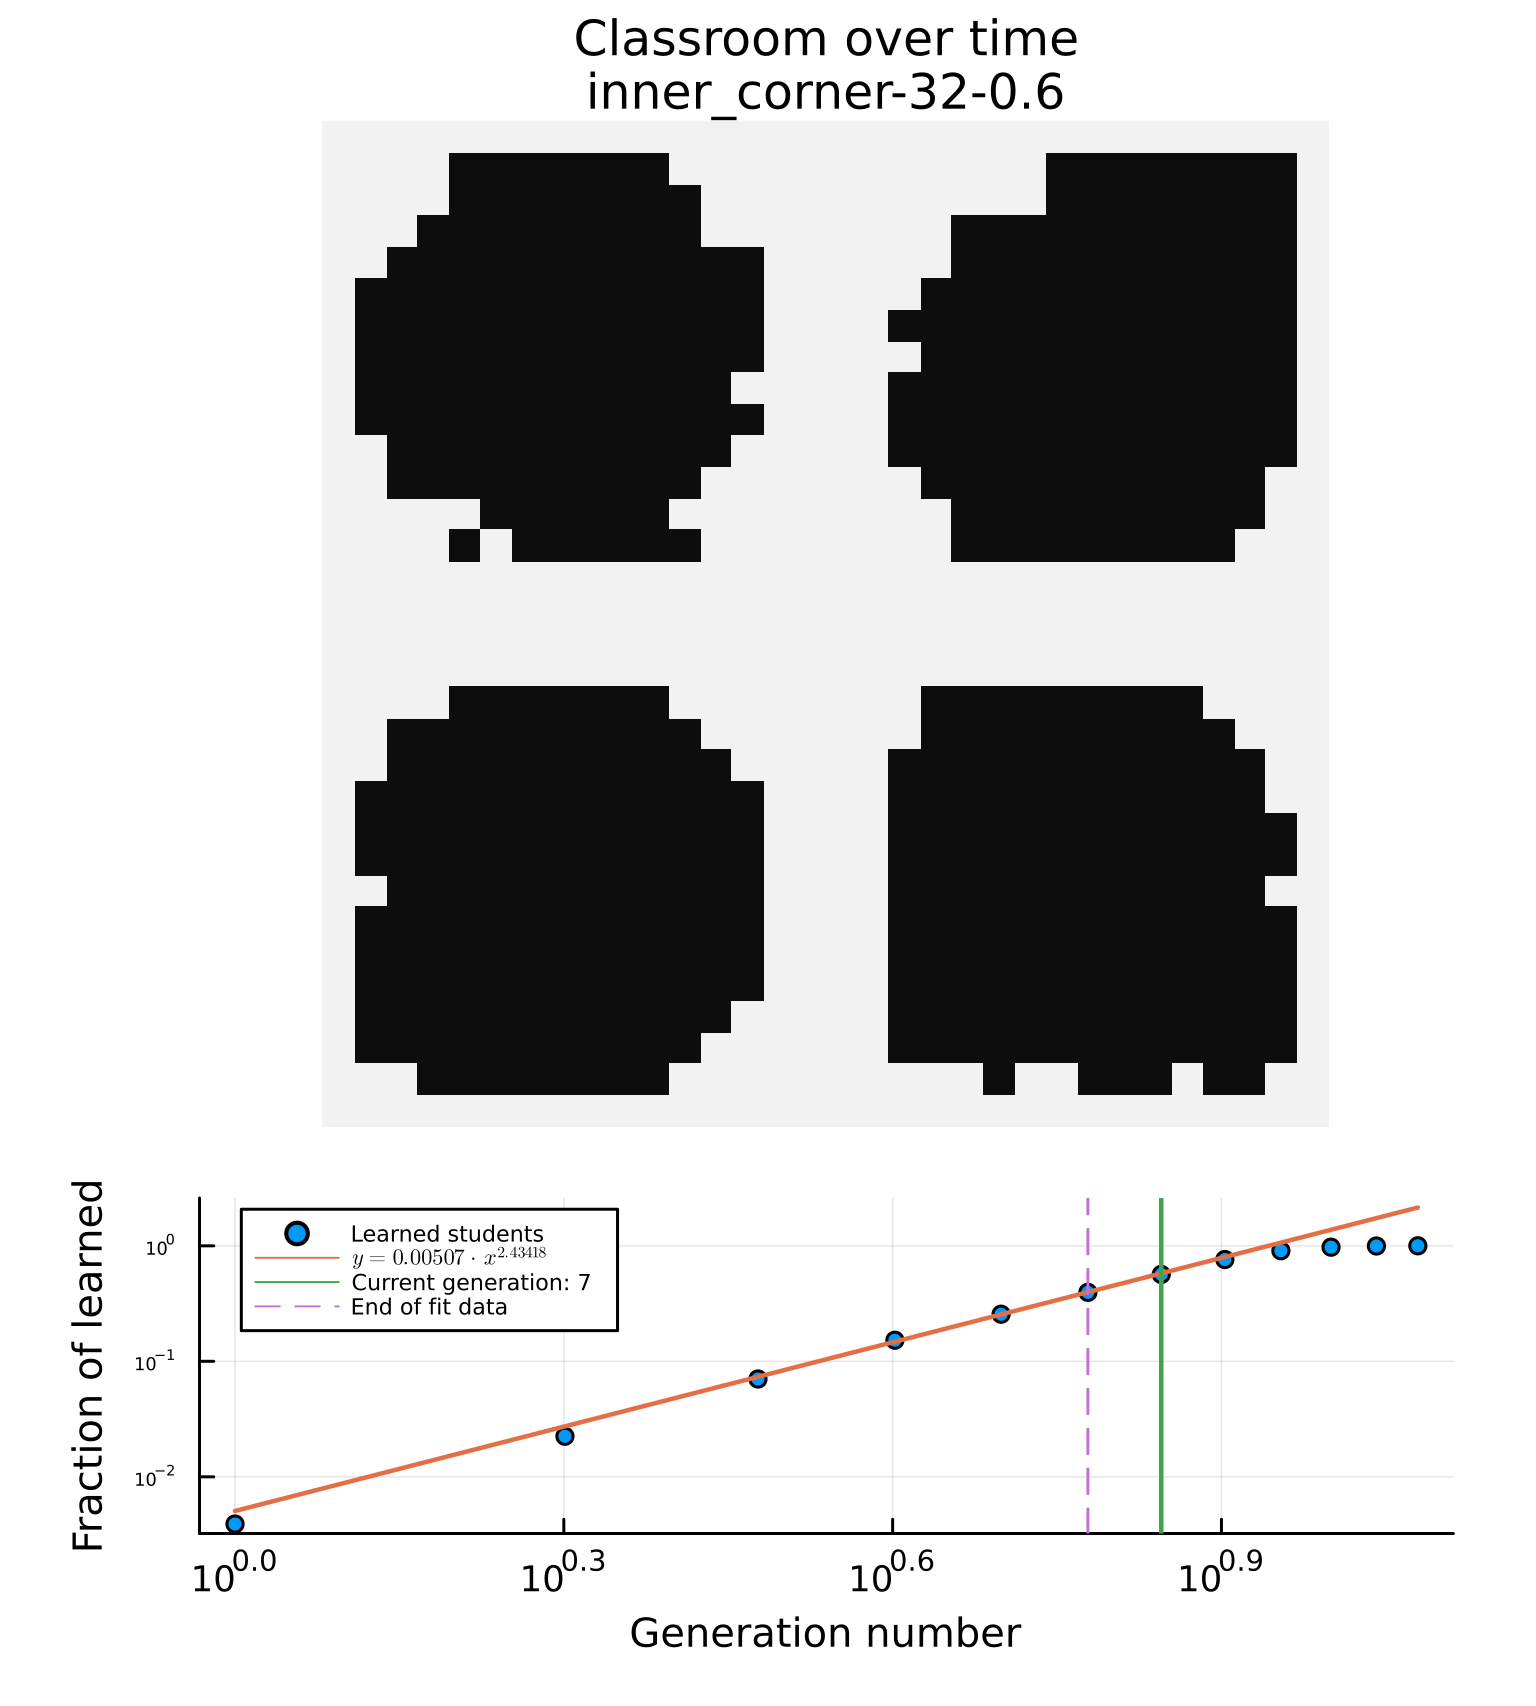 Classroom over time
inner_corner-32-0.6
Fraction of learned
10^0
10^-1
10^-2
Learned students
y = 0.00507 · x^2.43418
Current generation: 7
End of fit data
10^0.0 10^0.3 10^0.6 10^0.9
Generation number